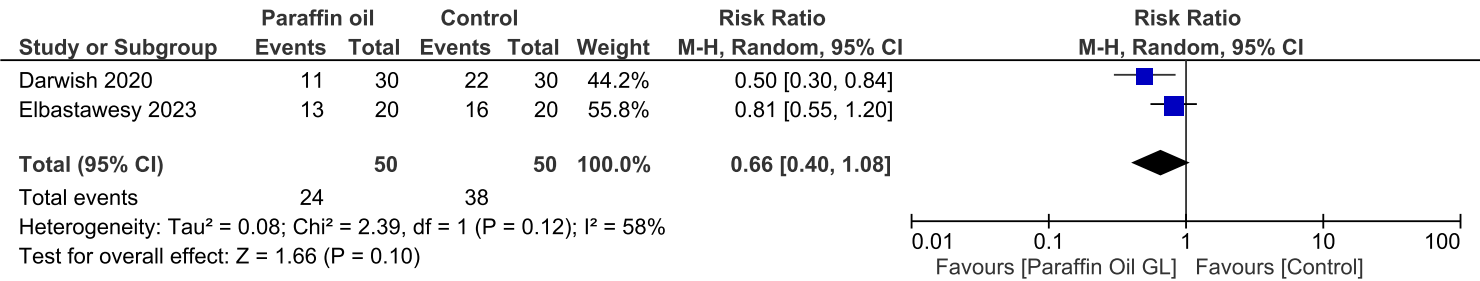 Paraffin oil Control Risk Ratio Risk Ratio
Study or Subgroup Events Total Events Total Weight M-H, Random, 95% CI M-H, Random, 95% CI
Darwish 2020 11 30 22 30 44.2% 0.50 [0.30, 0.84]
Elbastawesy 2023 13 20 16 20 55.8% 0.81 [0.55, 1.20]
Total (95% CI) 50 50 100.0% 0.66 [0.40, 1.08]
Total events 24 38
Heterogeneity: Tau² = 0.08; Chi² = 2.39, df = 1 (P = 0.12); I² = 58%
Test for overall effect: Z = 1.66 (P = 0.10)
0.01 0.1 1 10 100
Favours [Paraffin Oil GL] Favours [Control]